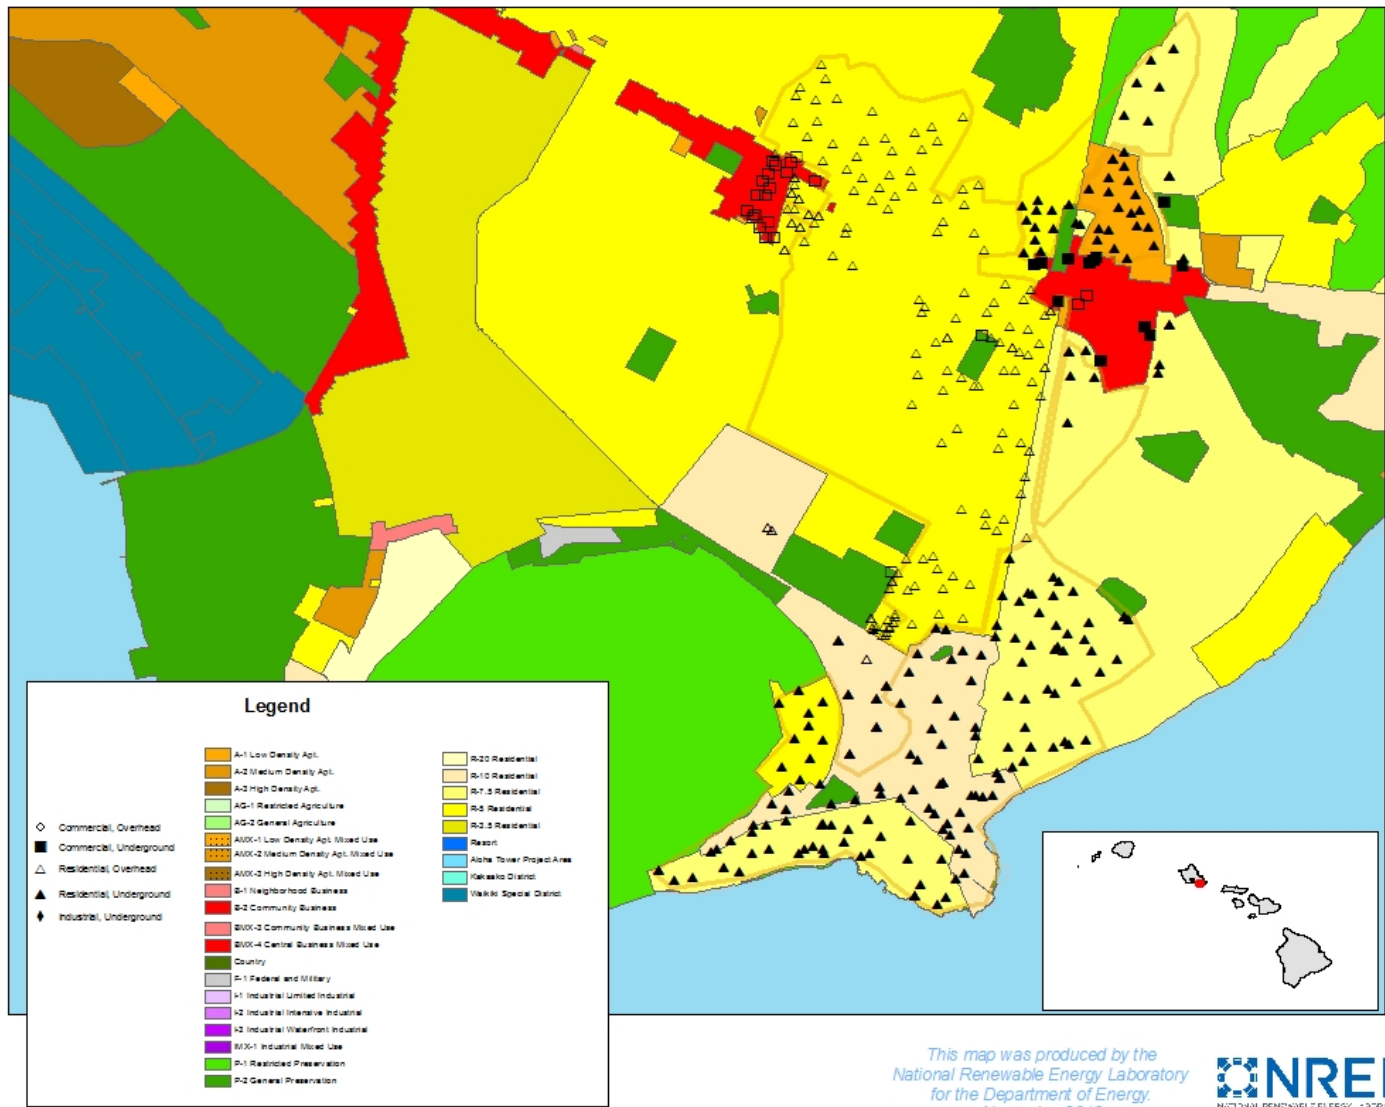 Legend
Commercial, Overhead
Commercial, Underground
Residential, Overhead
Residential, Underground
Industrial, Underground
A-1 Low Density Apt.
A-2 Medium Density Apt.
A-3 High Density Apt.
AG-1 Restricted Agriculture
AG-2 General Agriculture
AMX-1 Low Density Apt. Mixed Use
AMX-2 Medium Density Apt. Mixed Use
AMX-3 High Density Apt. Mixed Use
B-1 Neighborhood Business
B-2 Community Business
BMX-3 Community Business Mixed Use
BMX-4 Central Business Mixed Use
Country
F-1 Federal and Military
I-1 Industrial Limited Industrial
I-2 Industrial Intensive Industrial
I-3 Industrial Waterfront Industrial
IMX-1 Industrial Mixed Use
P-1 Restricted Preservation
P-2 General Preservation
R-20 Residential
R-10 Residential
R-7.5 Residential
R-5 Residential
R-3.5 Residential
Resort
Aloha Tower Project Area
Kakaako District
Waikiki Special District
This map was produced by the
National Renewable Energy Laboratory
for the Department of Energy.
NREL